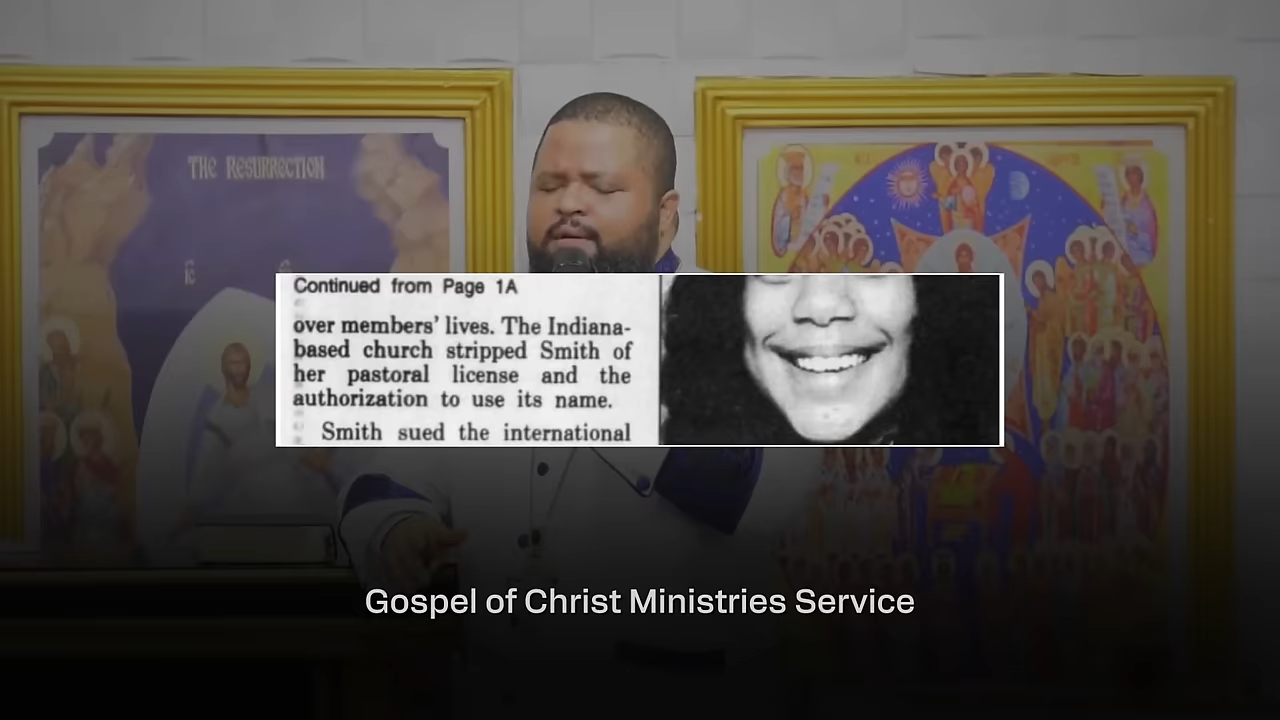 THE RESURRECTION
IC
Continued from Page 1A
over members' lives. The Indiana-
based church stripped Smith of
her pastoral license and the
authorization to use its name.
Smith sued the international
Gospel of Christ Ministries Service